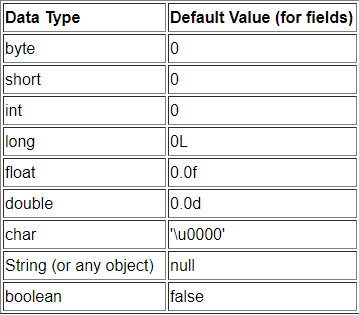 Data Type Default Value (for fields)
byte 0
short 0
int 0
long 0L
float 0.0f
double 0.0d
char '\u0000'
String (or any object) null
boolean false